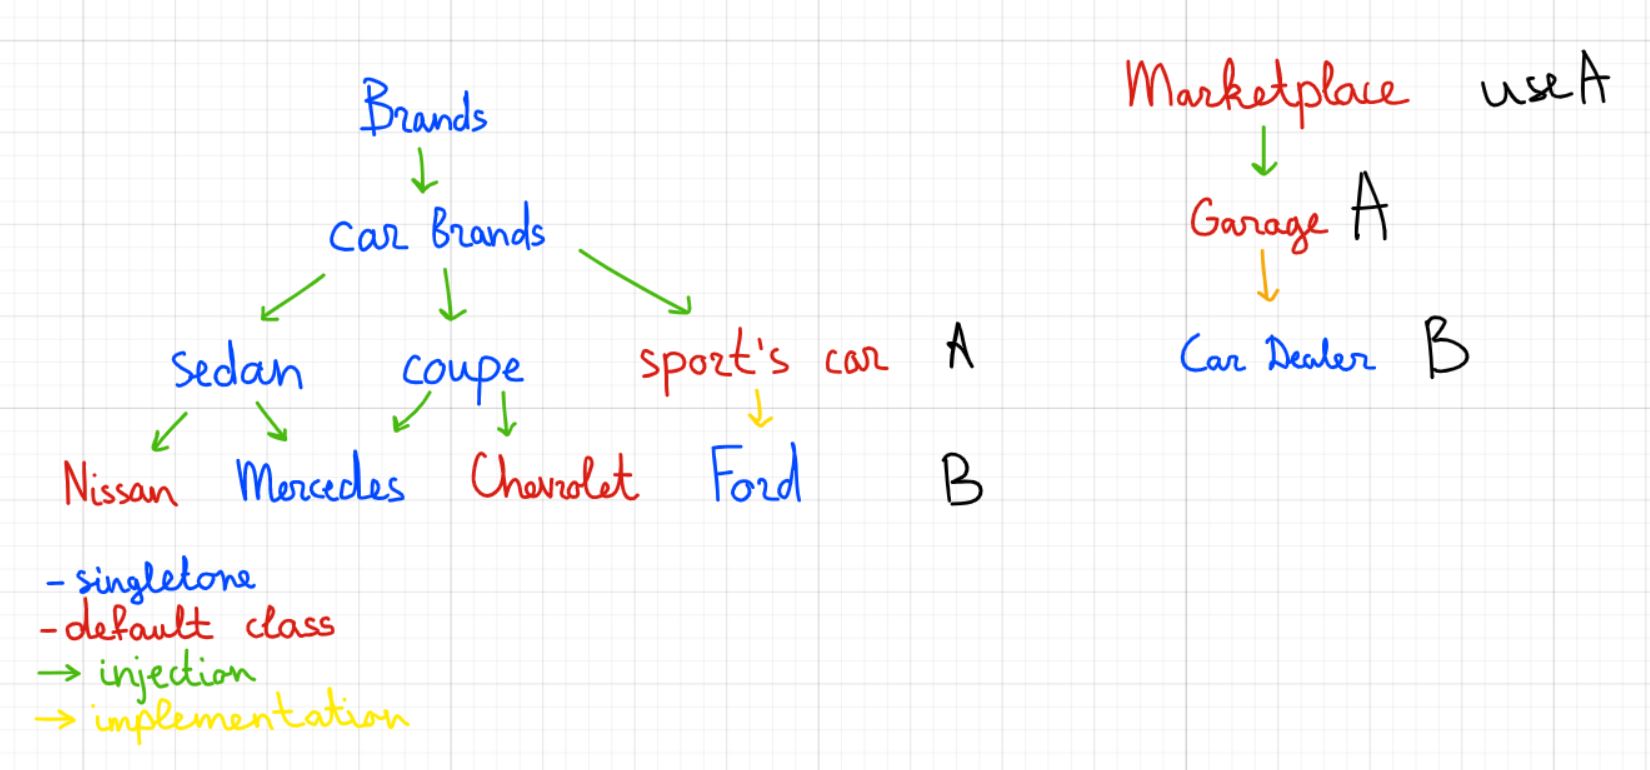 Brands
Car Brands
Sedan coupe sport's car A
Nissan Mercedes Chevrolet Ford B
- singletone
- default class
→ injection
→ implementation
Marketplace use A
Garage A
Car Dealer B